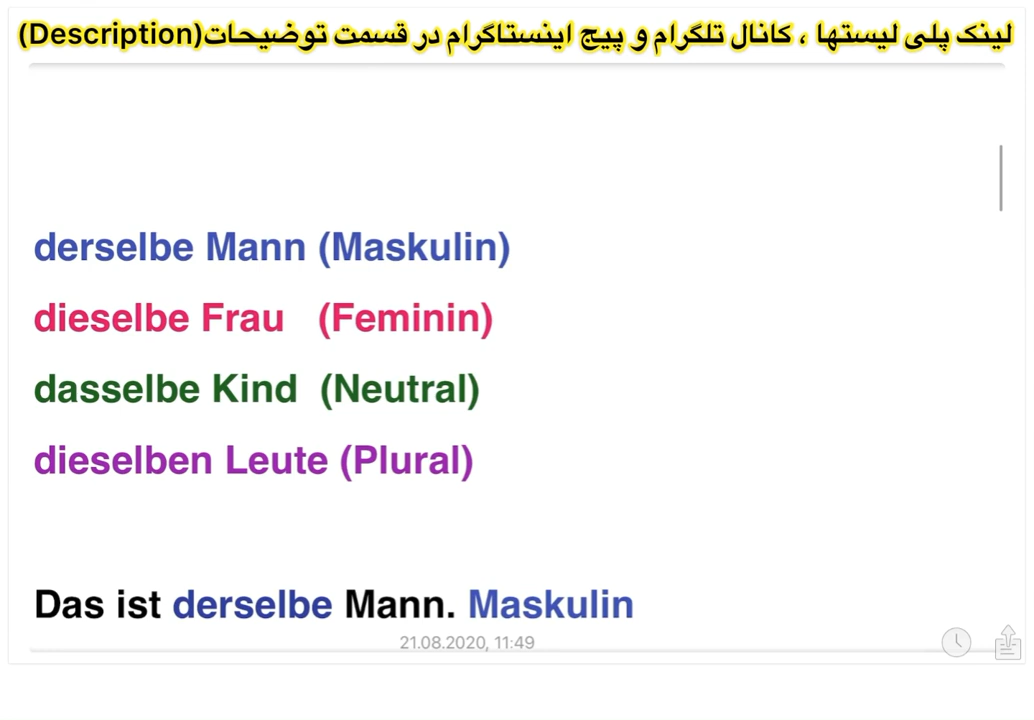 لینک پلی لیستها ، کانال تلگرام و پیج اینستاگرام در قسمت توضیحات(Description)
derselbe Mann (Maskulin)
dieselbe Frau (Feminin)
dasselbe Kind (Neutral)
dieselben Leute (Plural)
Das ist derselbe Mann. Maskulin
21.08.2020, 11:49